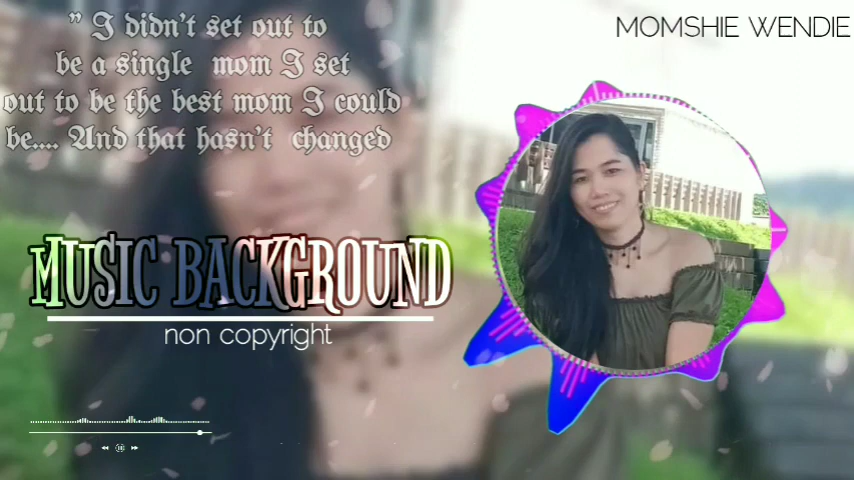 " I didn't set out to
be a single mom I set
out to be the best mom I could
be.... And that hasn't changed
MOMSHIE WENDIE
MUSIC BACKGROUND
non copyright